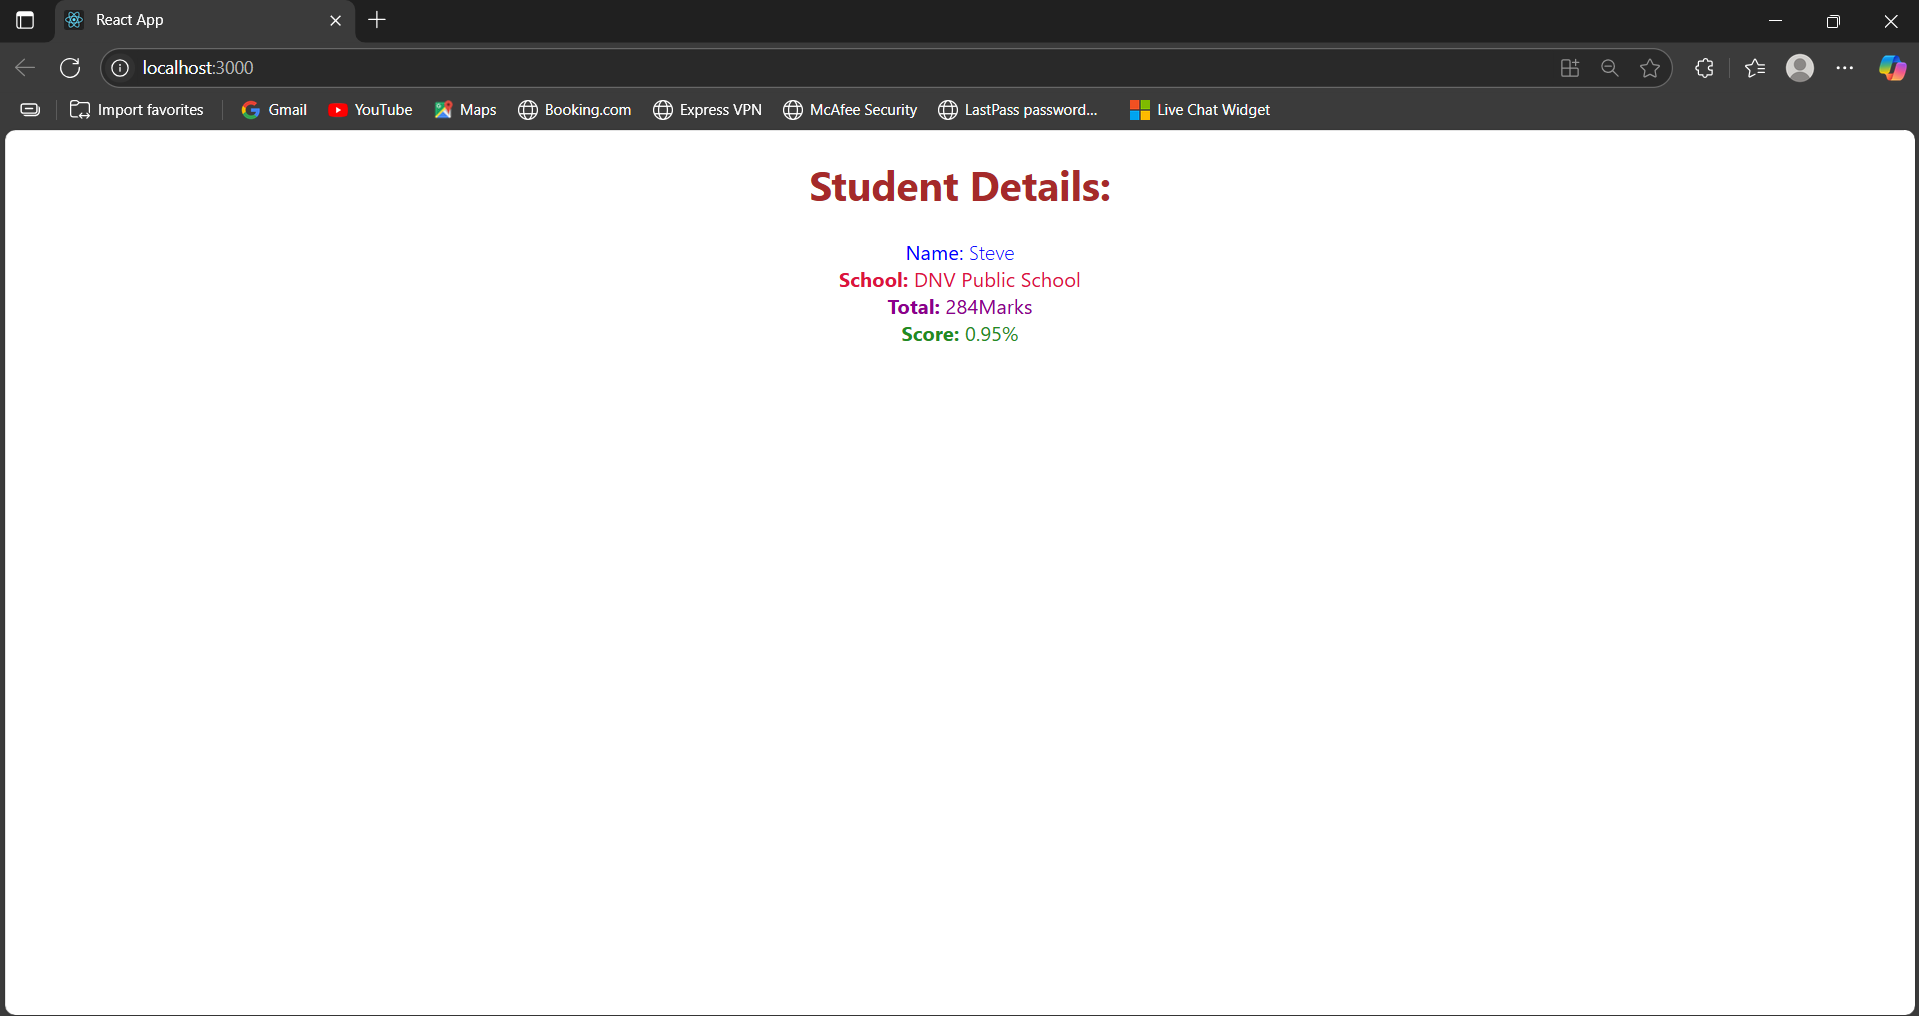 React App
localhost:3000
Import favorites Gmail YouTube Maps Booking.com Express VPN McAfee Security LastPass password... Live Chat Widget
Student Details:
Name: Steve
School: DNV Public School
Total: 284Marks
Score: 0.95%